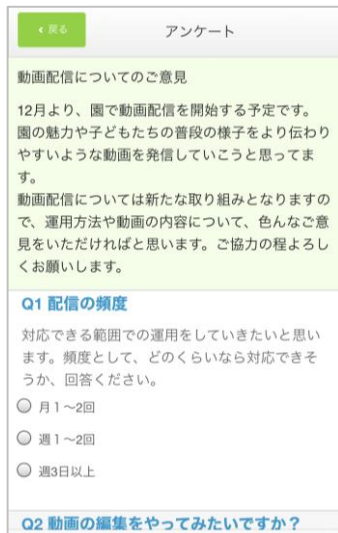 戻る
アンケート
動画配信についてのご意見
12月より、園で動画配信を開始する予定です。
園の魅力や子どもたちの普段の様子をより伝わり
やすいような動画を発信していこうと思ってま
す。
動画配信については新たな取り組みとなりますの
で、運用方法や動画の内容について、色んなご意
見をいただければと思います。ご協力の程よろし
くお願いします。
Q1 配信の頻度
対応できる範囲での運用をしていきたいと思い
ます。頻度として、どのくらいなら対応できそ
うか、回答ください。
月1〜2回
週1〜2回
週3日以上
Q2 動画の編集をやってみたいですか？